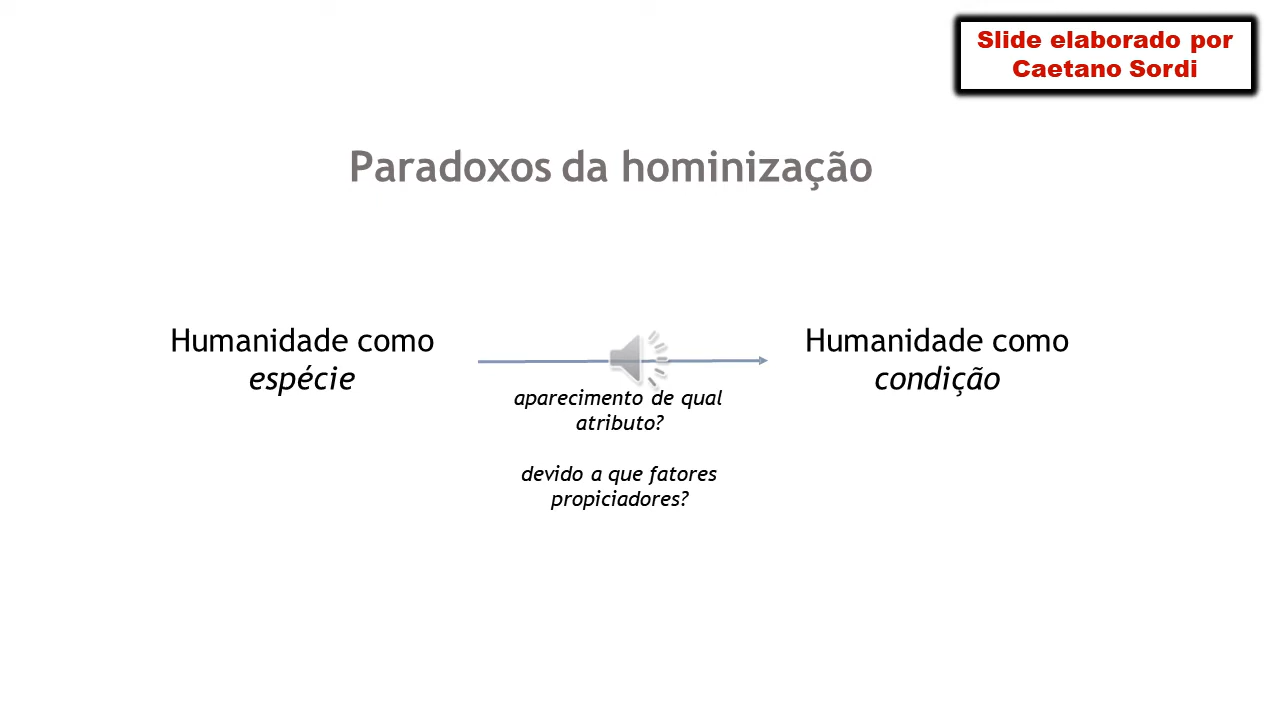 Slide elaborado por
Caetano Sordi
Paradoxos da hominização
Humanidade como
espécie
aparecimento de qual
atributo?
devido a que fatores
propiciadores?
Humanidade como
condição